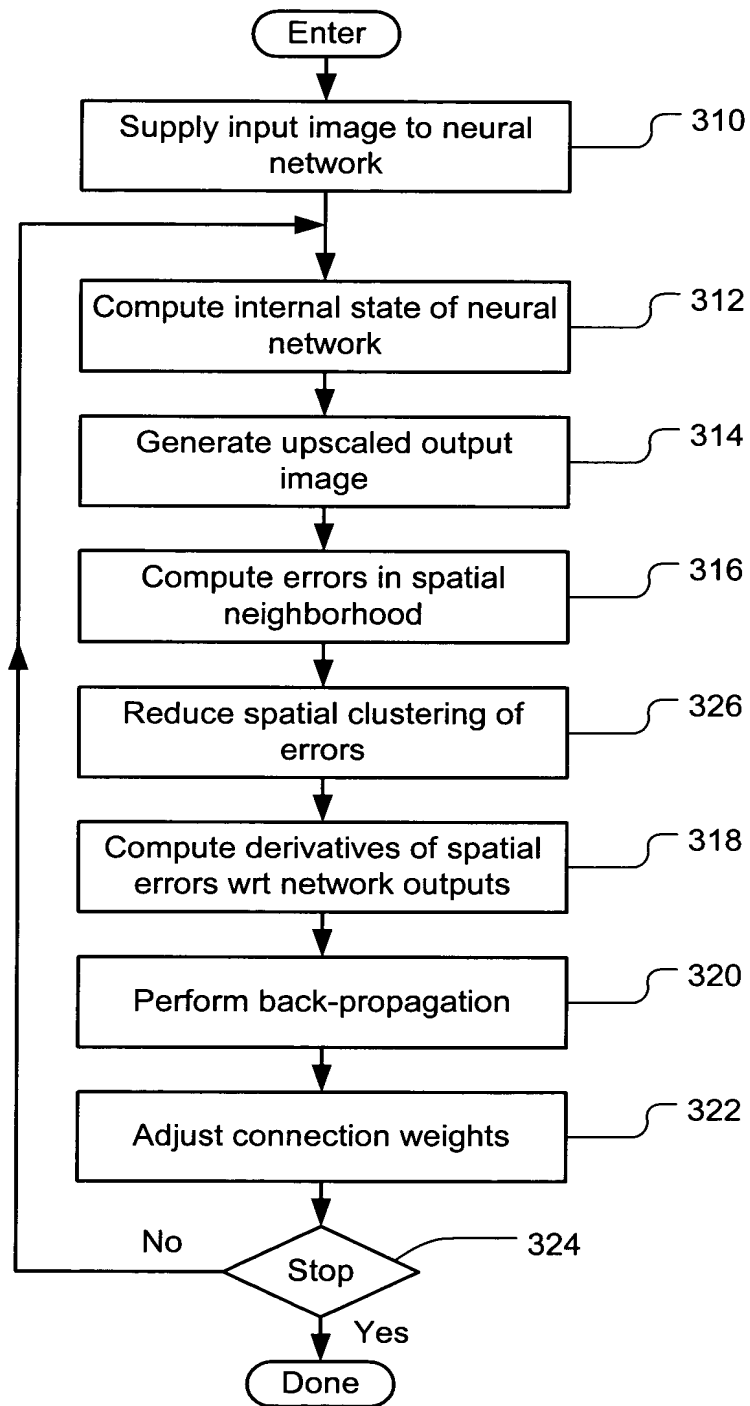 Enter
Supply input image to neural
network
310
Compute internal state of neural
network
312
Generate upscaled output
image
314
Compute errors in spatial
neighborhood
316
Reduce spatial clustering of
errors
326
Compute derivatives of spatial
errors wrt network outputs
318
Perform back-propagation
320
Adjust connection weights
322
No
Stop
324
Yes
Done